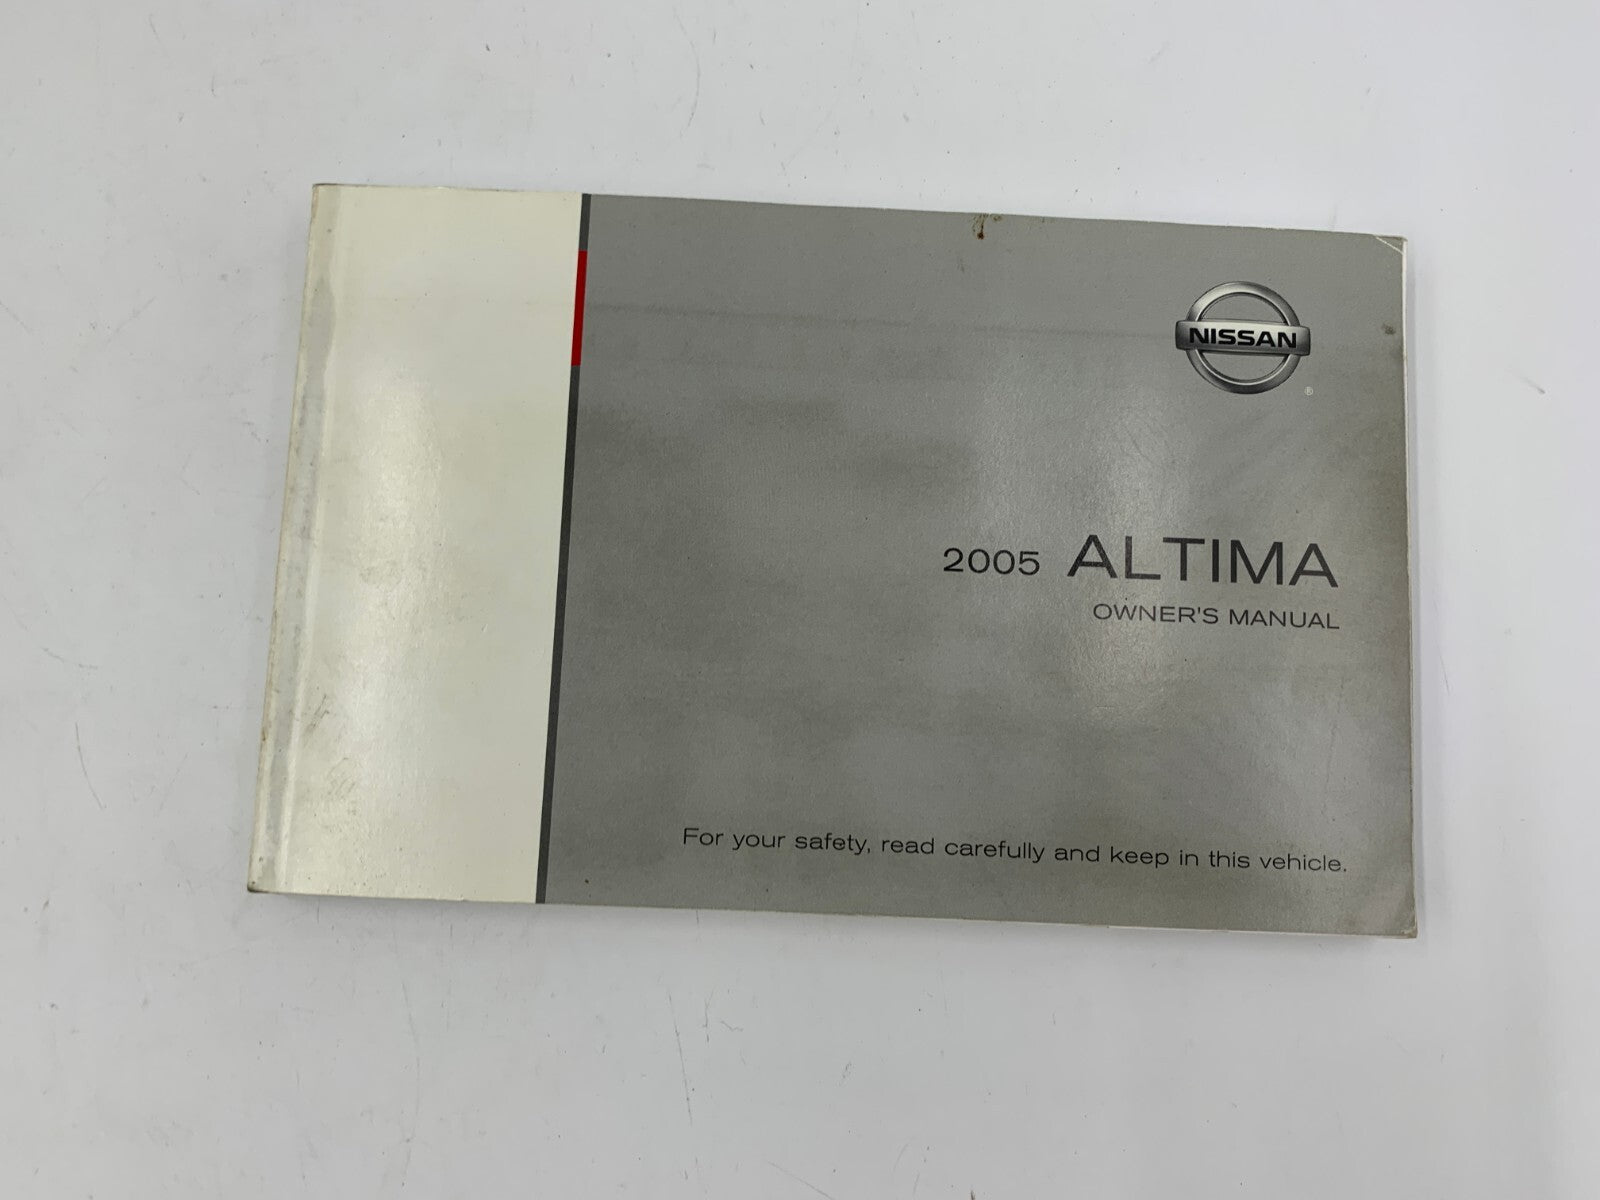 NISSAN
®
2005 ALTIMA
OWNER'S MANUAL
For your safety, read carefully and keep in this vehicle.